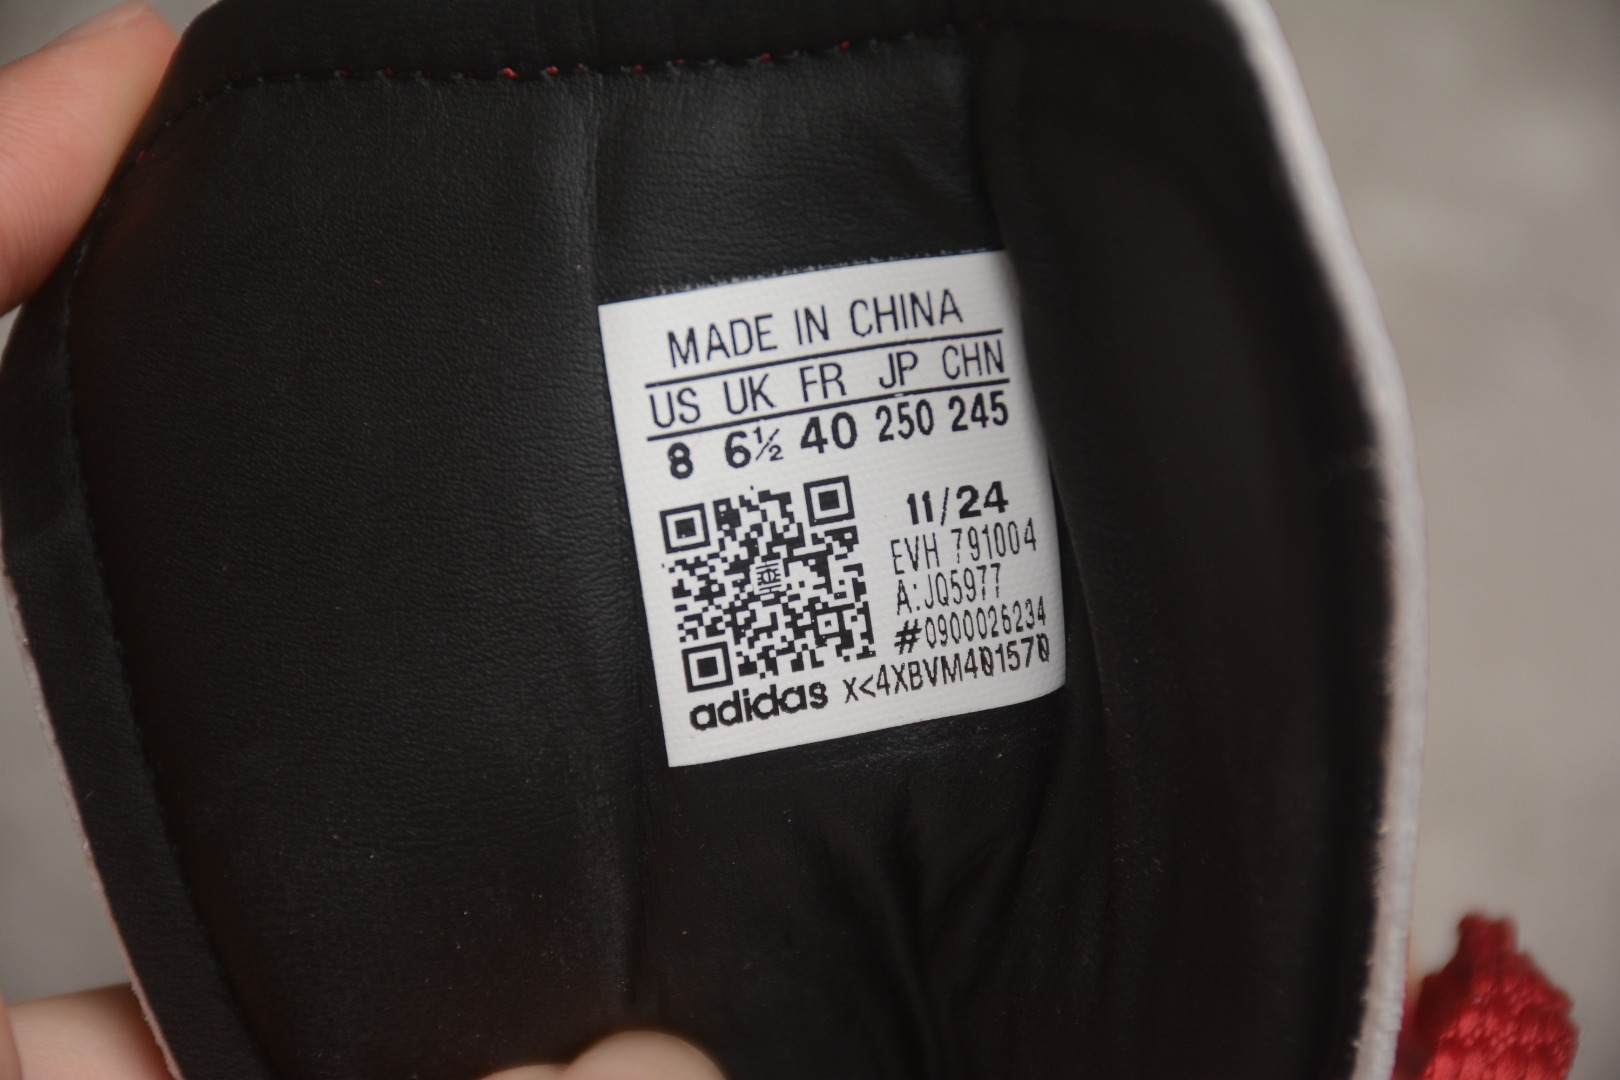 MADE IN CHINA
US UK FR JP CHN
8 6½ 40 250 245
11/24
EVH 791004
A:JQ5977
#0900026234
adidas X<4XBVM401570